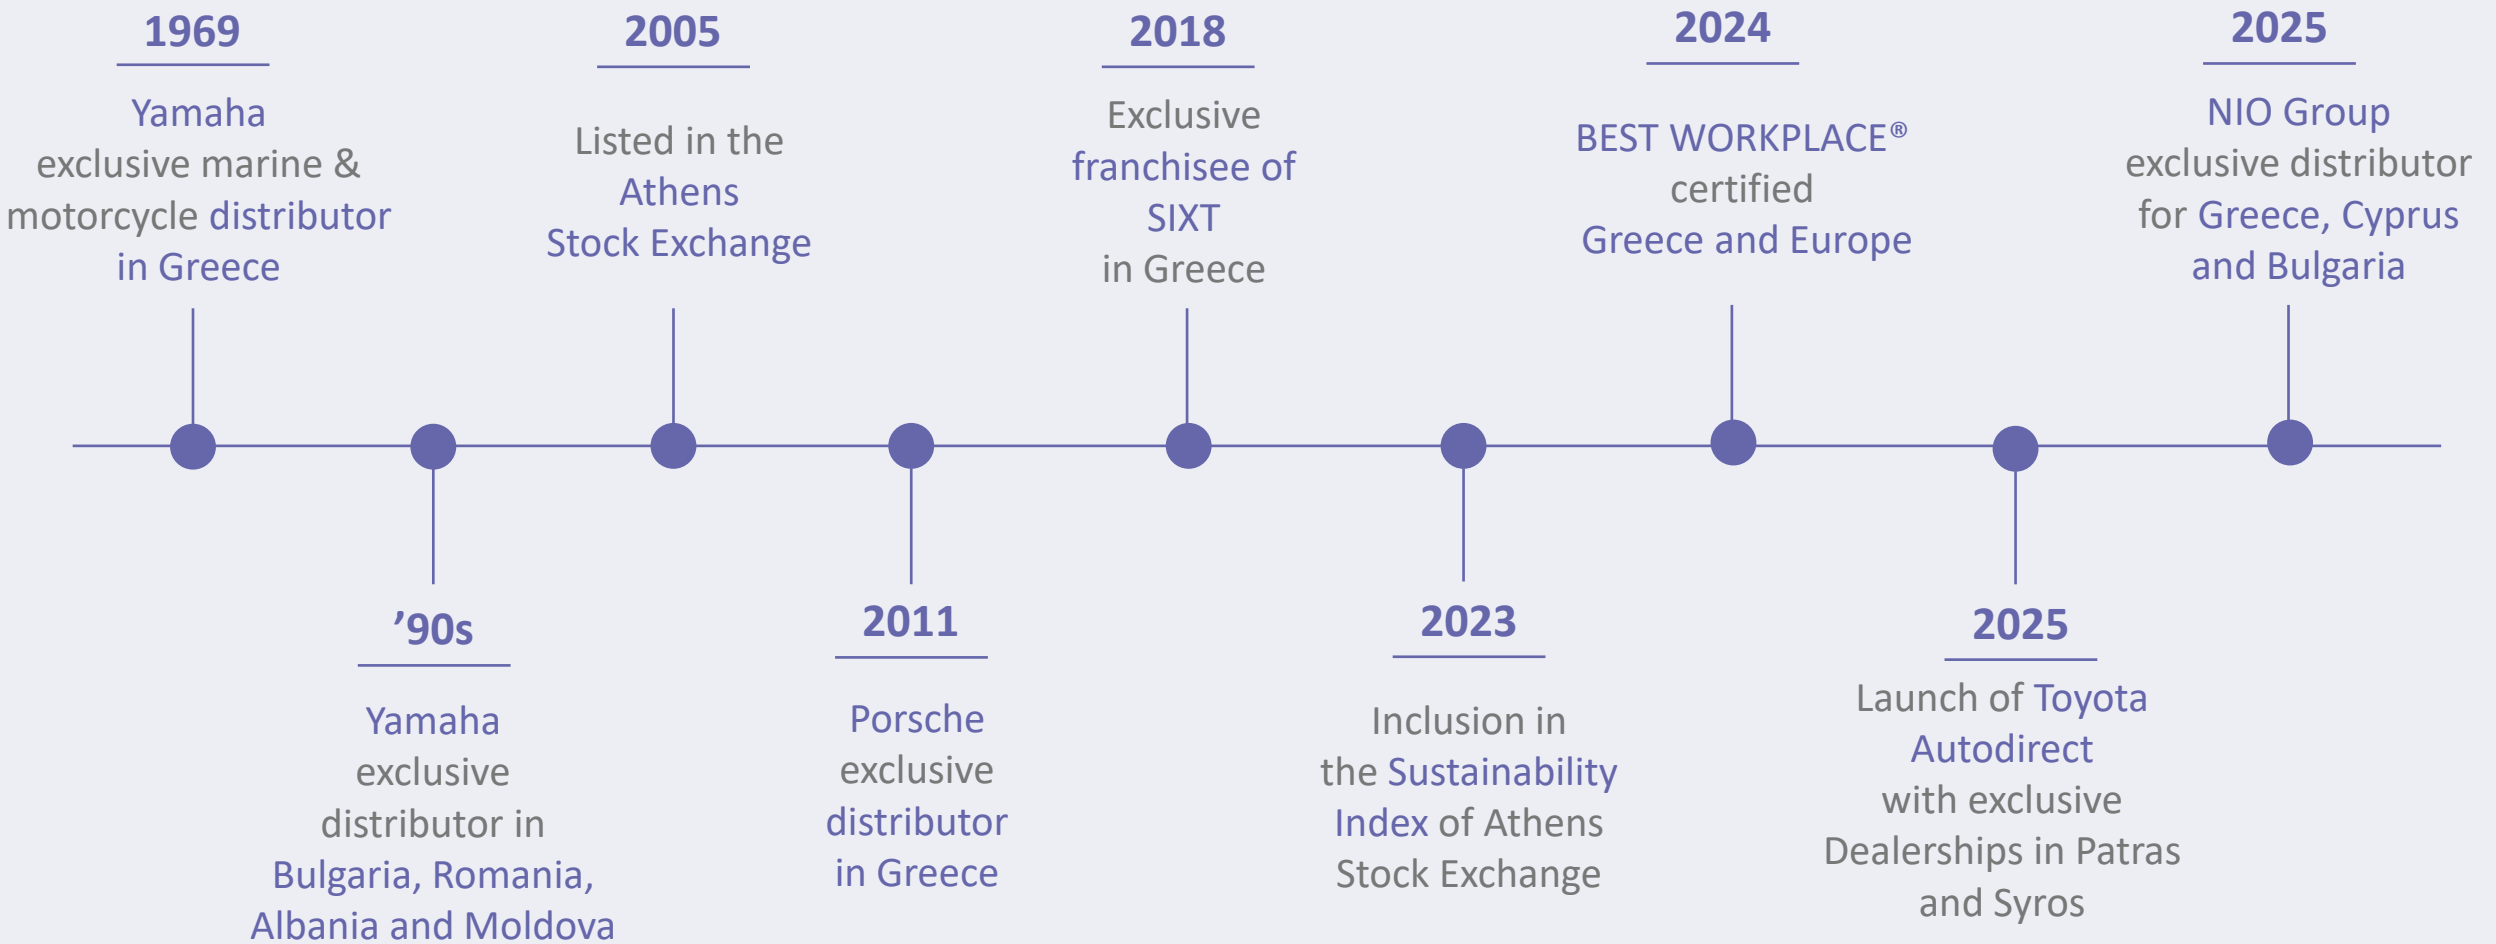 1969
Yamaha
exclusive marine &
motorcycle distributor
in Greece
’90s
Yamaha
exclusive
distributor in
Bulgaria, Romania,
Albania and Moldova
2005
Listed in the
Athens
Stock Exchange
2011
Porsche
exclusive
distributor
in Greece
2018
Exclusive
franchisee of
SIXT
in Greece
2023
Inclusion in
the Sustainability
Index of Athens
Stock Exchange
2024
BEST WORKPLACE®
certified
Greece and Europe
2025
Launch of Toyota
Autodirect
with exclusive
Dealerships in Patras
and Syros
2025
NIO Group
exclusive distributor
for Greece, Cyprus
and Bulgaria